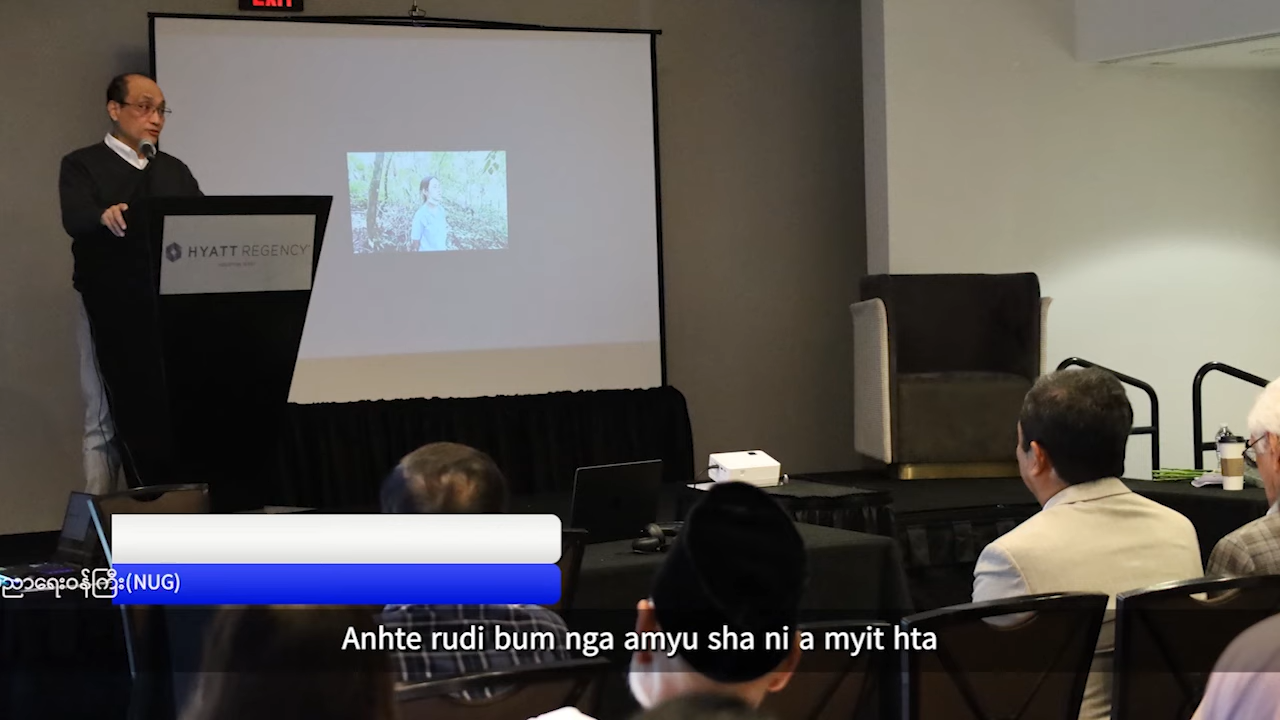 EXIT
HYATT REGENCY
ညာရေးဝန်ကြီး(NUG)
Anhte rudi bum nga amyu sha ni a myit hta